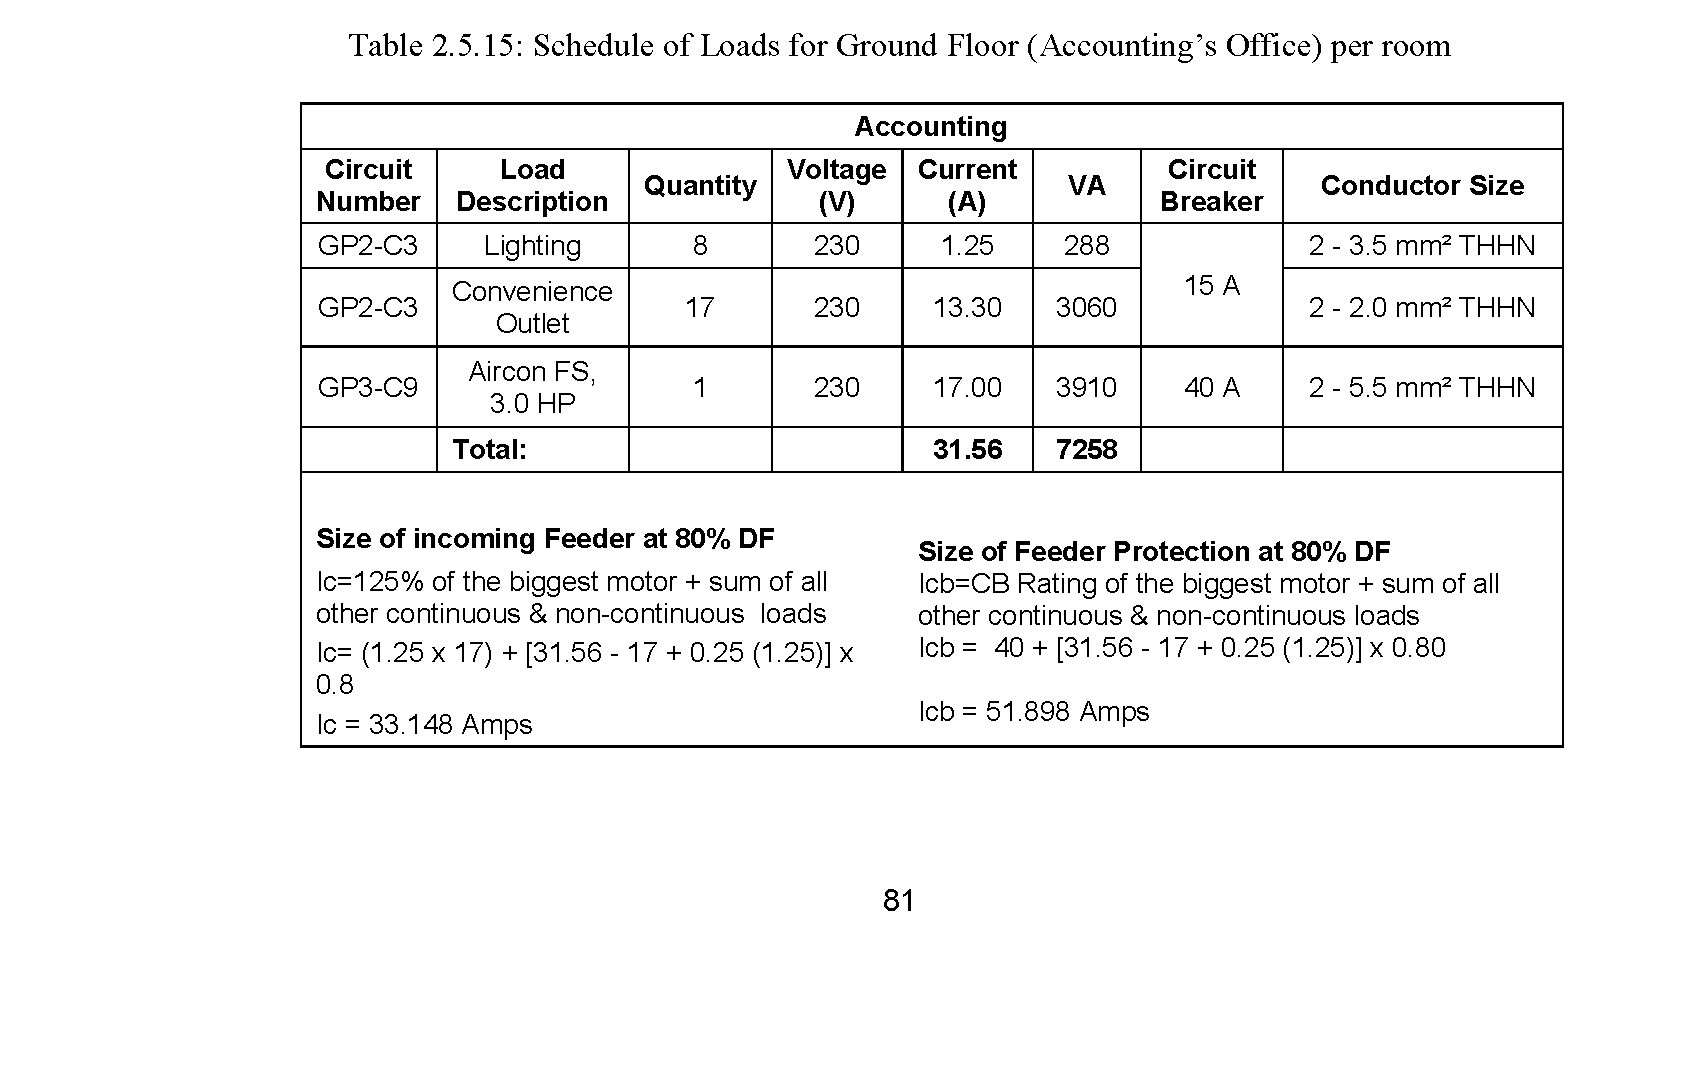 Table 2.5.15: Schedule of Loads for Ground Floor (Accounting’s Office) per room
Accounting
Circuit Number Load Description Quantity Voltage (V) Current (A) VA Circuit Breaker Conductor Size
GP2-C3 Lighting 8 230 1.25 288 15 A 2 - 3.5 mm² THHN
GP2-C3 Convenience Outlet 17 230 13.30 3060 2 - 2.0 mm² THHN
GP3-C9 Aircon FS, 3.0 HP 1 230 17.00 3910 40 A 2 - 5.5 mm² THHN
Total: 31.56 7258
Size of incoming Feeder at 80% DF
Ic=125% of the biggest motor + sum of all
other continuous & non-continuous loads
Ic= (1.25 x 17) + [31.56 - 17 + 0.25 (1.25)] x
0.8
Ic = 33.148 Amps
Size of Feeder Protection at 80% DF
Icb=CB Rating of the biggest motor + sum of all
other continuous & non-continuous loads
Icb = 40 + [31.56 - 17 + 0.25 (1.25)] x 0.80
Icb = 51.898 Amps
81